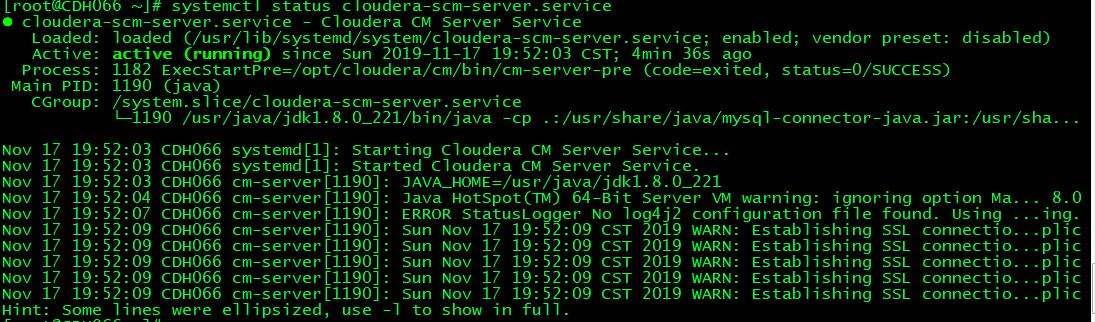 [root@CDH066 ~]# systemctl status cloudera-scm-server.service
● cloudera-scm-server.service - Cloudera CM Server Service
   Loaded: loaded (/usr/lib/systemd/system/cloudera-scm-server.service; enabled; vendor preset: disabled)
   Active: active (running) since Sun 2019-11-17 19:52:03 CST; 4min 36s ago
  Process: 1182 ExecStartPre=/opt/cloudera/cm/bin/cm-server-pre (code=exited, status=0/SUCCESS)
 Main PID: 1190 (java)
   CGroup: /system.slice/cloudera-scm-server.service
           └─1190 /usr/java/jdk1.8.0_221/bin/java -cp .:/usr/share/java/mysql-connector-java.jar:/usr/sha...
Nov 17 19:52:03 CDH066 systemd[1]: Starting Cloudera CM Server Service...
Nov 17 19:52:03 CDH066 systemd[1]: Started Cloudera CM Server Service.
Nov 17 19:52:03 CDH066 cm-server[1190]: JAVA_HOME=/usr/java/jdk1.8.0_221
Nov 17 19:52:04 CDH066 cm-server[1190]: Java HotSpot(TM) 64-Bit Server VM warning: ignoring option Ma... 8.0
Nov 17 19:52:07 CDH066 cm-server[1190]: ERROR StatusLogger No log4j2 configuration file found. Using ...ing.
Nov 17 19:52:09 CDH066 cm-server[1190]: Sun Nov 17 19:52:09 CST 2019 WARN: Establishing SSL connectio...plic
Nov 17 19:52:09 CDH066 cm-server[1190]: Sun Nov 17 19:52:09 CST 2019 WARN: Establishing SSL connectio...plic
Nov 17 19:52:09 CDH066 cm-server[1190]: Sun Nov 17 19:52:09 CST 2019 WARN: Establishing SSL connectio...plic
Nov 17 19:52:09 CDH066 cm-server[1190]: Sun Nov 17 19:52:09 CST 2019 WARN: Establishing SSL connectio...plic
Nov 17 19:52:09 CDH066 cm-server[1190]: Sun Nov 17 19:52:09 CST 2019 WARN: Establishing SSL connectio...plic
Hint: Some lines were ellipsized, use -l to show in full.